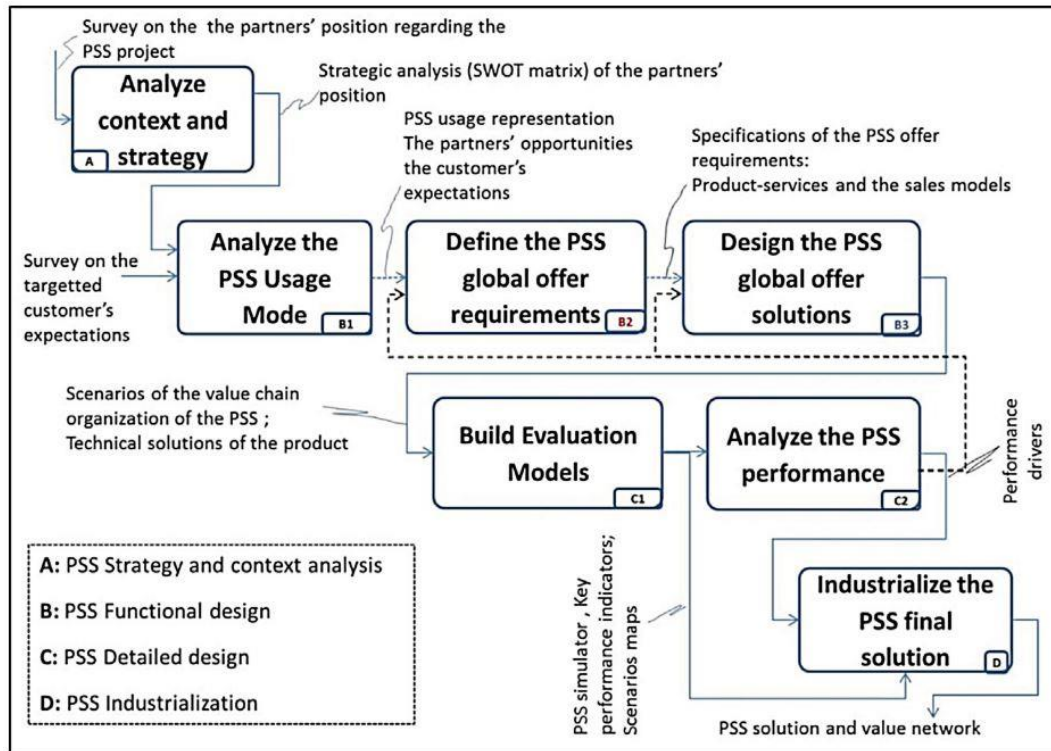 Survey on the the partners’ position regarding the
PSS project
Analyze
context and
strategy
A
Strategic analysis (SWOT matrix) of the partners’
position
PSS usage representation
The partners’ opportunities
the customer’s
expectations
Specifications of the PSS offer
requirements:
Product-services and the sales models
Survey on the
targetted
customer’s
expectations
Analyze the
PSS Usage
Mode
B1
Define the PSS
global offer
requirements
B2
Design the PSS
global offer
solutions
B3
Scenarios of the value chain
organization of the PSS ;
Technical solutions of the product
Build Evaluation
Models
C1
Analyze the PSS
performance
C2
Performance
drivers
PSS simulator , Key
performance indicators;
Scenarios maps
Industrialize the
PSS final
solution
D
PSS solution and value network
A: PSS Strategy and context analysis
B: PSS Functional design
C: PSS Detailed design
D: PSS Industrialization